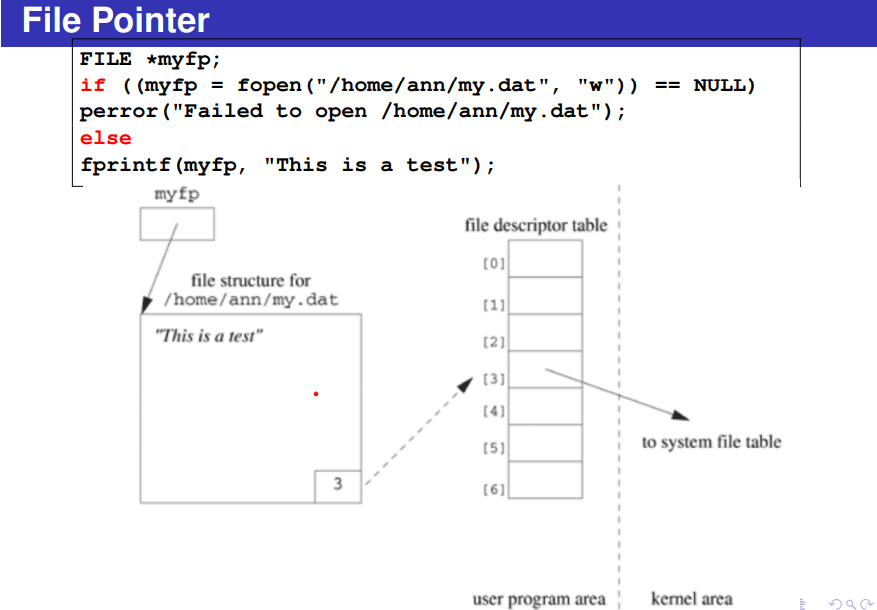 File Pointer
FILE *myfp;
if ((myfp = fopen("/home/ann/my.dat", "w")) == NULL)
perror("Failed to open /home/ann/my.dat");
else
fprintf(myfp, "This is a test");
myfp
file descriptor table
[0]
file structure for
/home/ann/my.dat
[1]
"This is a test"
[2]
[3]
[4]
to system file table
[5]
3
[6]
user program area
kernel area